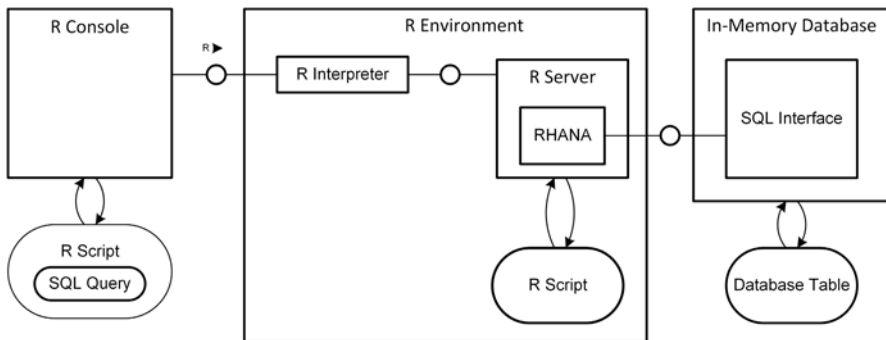 R Console
R Environment
In-Memory Database
R
R Interpreter
R Server
RHANA
SQL Interface
R Script
SQL Query
R Script
Database Table